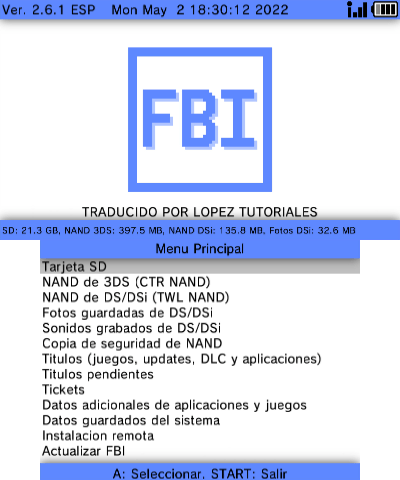 Ver. 2.6.1 ESP Mon May 2 18:30:12 2022
FBI
TRADUCIDO POR LOPEZ TUTORIALES
SD: 21.3 GB, NAND 3DS: 397.5 MB, NAND DSi: 135.8 MB, Fotos DSi: 32.6 MB
Menu Principal
Tarjeta SD
NAND de 3DS (CTR NAND)
NAND de DS/DSi (TWL NAND)
Fotos guardadas de DS/DSi
Sonidos grabados de DS/DSi
Copia de seguridad de NAND
Titulos (juegos, updates, DLC y aplicaciones)
Titulos pendientes
Tickets
Datos adicionales de aplicaciones y juegos
Datos guardados del sistema
Instalacion remota
Actualizar FBI
A: Seleccionar, START: Salir